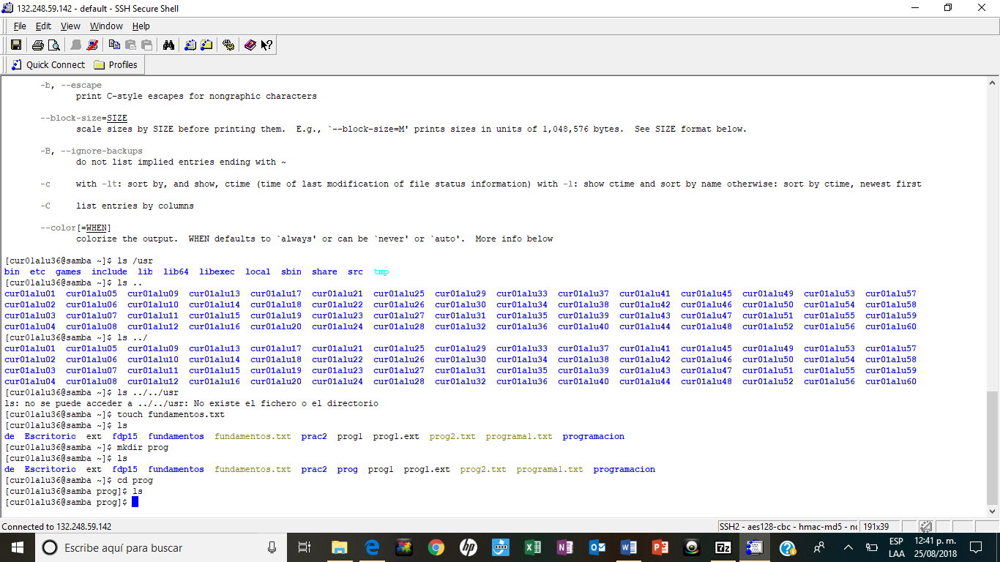 132.248.59.142 - default - SSH Secure Shell
File Edit View Window Help
Quick Connect Profiles
-b, --escape
print C-style escapes for nongraphic characters
--block-size=SIZE
scale sizes by SIZE before printing them. E.g., `--block-size=M' prints sizes in units of 1,048,576 bytes. See SIZE format below.
-B, --ignore-backups
do not list implied entries ending with ~
-c with -lt: sort by, and show, ctime (time of last modification of file status information) with -l: show ctime and sort by name otherwise: sort by ctime, newest first
-C list entries by columns
--color[=WHEN]
colorize the output. WHEN defaults to `always' or can be `never' or `auto'. More info below
[cur01alu36@samba ~]$ ls /usr
bin etc games include lib lib64 libexec local sbin share src tmp
[cur01alu36@samba ~]$ ls ..
cur01alu01 cur01alu05 cur01alu09 cur01alu13 cur01alu17 cur01alu21 cur01alu25 cur01alu29 cur01alu33 cur01alu37 cur01alu41 cur01alu45 cur01alu49 cur01alu53 cur01alu57
cur01alu02 cur01alu06 cur01alu10 cur01alu14 cur01alu18 cur01alu22 cur01alu26 cur01alu30 cur01alu34 cur01alu38 cur01alu42 cur01alu46 cur01alu50 cur01alu54 cur01alu58
cur01alu03 cur01alu07 cur01alu11 cur01alu15 cur01alu19 cur01alu23 cur01alu27 cur01alu31 cur01alu35 cur01alu39 cur01alu43 cur01alu47 cur01alu51 cur01alu55 cur01alu59
cur01alu04 cur01alu08 cur01alu12 cur01alu16 cur01alu20 cur01alu24 cur01alu28 cur01alu32 cur01alu36 cur01alu40 cur01alu44 cur01alu48 cur01alu52 cur01alu56 cur01alu60
[cur01alu36@samba ~]$ ls ../
cur01alu01 cur01alu05 cur01alu09 cur01alu13 cur01alu17 cur01alu21 cur01alu25 cur01alu29 cur01alu33 cur01alu37 cur01alu41 cur01alu45 cur01alu49 cur01alu53 cur01alu57
cur01alu02 cur01alu06 cur01alu10 cur01alu14 cur01alu18 cur01alu22 cur01alu26 cur01alu30 cur01alu34 cur01alu38 cur01alu42 cur01alu46 cur01alu50 cur01alu54 cur01alu58
cur01alu03 cur01alu07 cur01alu11 cur01alu15 cur01alu19 cur01alu23 cur01alu27 cur01alu31 cur01alu35 cur01alu39 cur01alu43 cur01alu47 cur01alu51 cur01alu55 cur01alu59
cur01alu04 cur01alu08 cur01alu12 cur01alu16 cur01alu20 cur01alu24 cur01alu28 cur01alu32 cur01alu36 cur01alu40 cur01alu44 cur01alu48 cur01alu52 cur01alu56 cur01alu60
[cur01alu36@samba ~]$ ls ../../usr
ls: no se puede acceder a ../../usr: No existe el fichero o el directorio
[cur01alu36@samba ~]$ touch fundamentos.txt
[cur01alu36@samba ~]$ ls
de Escritorio ext fdp15 fundamentos fundamentos.txt prac2 prog1 prog1.ext prog2.txt programa1.txt programacion
[cur01alu36@samba ~]$ mkdir prog
[cur01alu36@samba ~]$ ls
de Escritorio ext fdp15 fundamentos fundamentos.txt prac2 prog prog1 prog1.ext prog2.txt programa1.txt programacion
[cur01alu36@samba ~]$ cd prog
[cur01alu36@samba prog]$ ls
[cur01alu36@samba prog]$
Connected to 132.248.59.142 SSH2 - aes128-cbc - hmac-md5 - nc 191x39
Escribe aquí para buscar
ESP 12:41 p. m.
LAA 25/08/2018